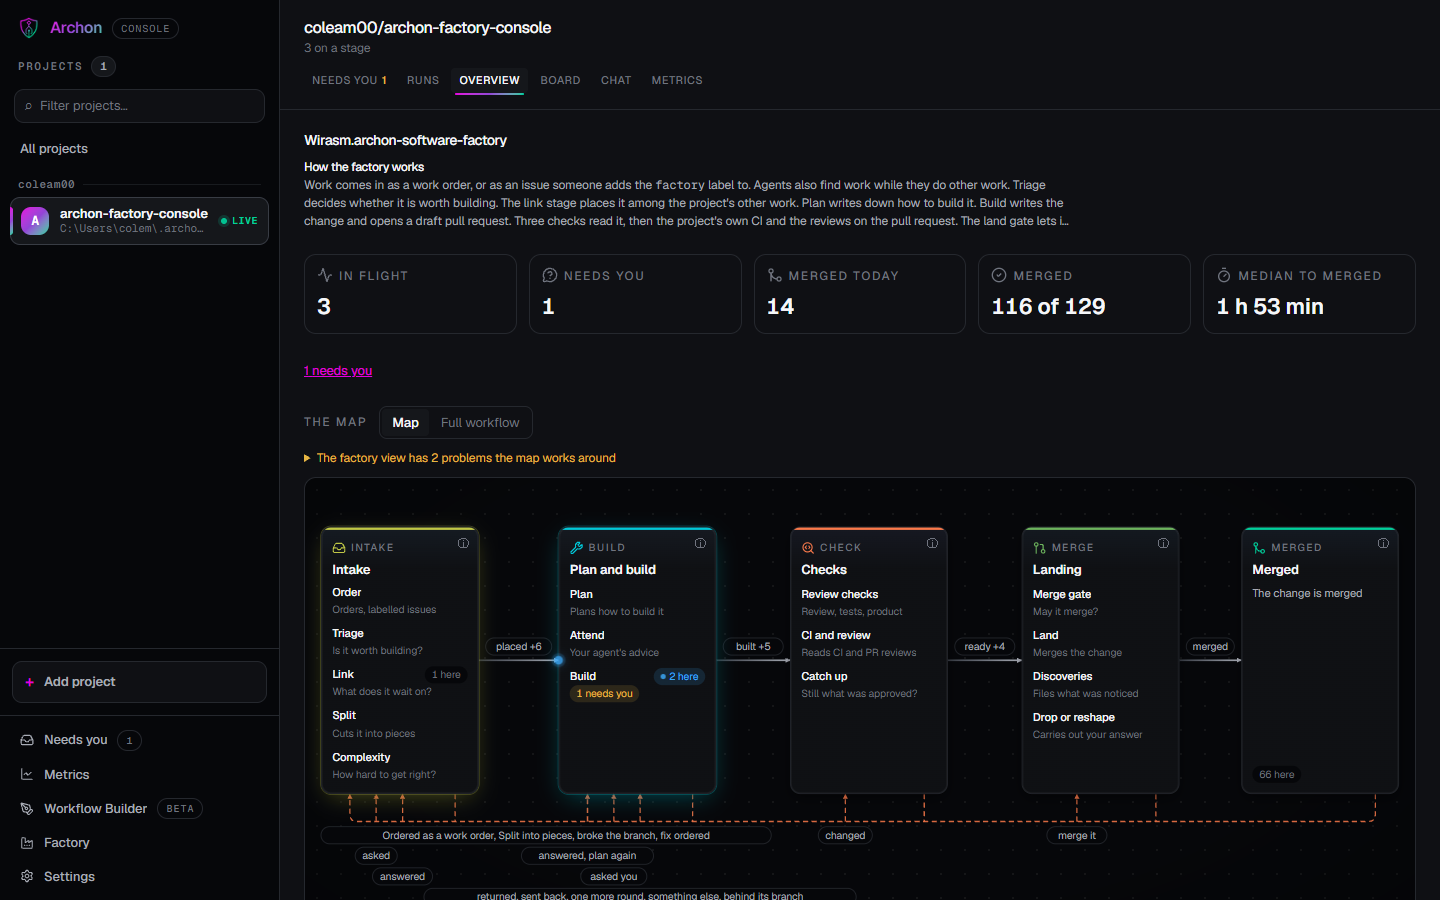 Archon CONSOLE
PROJECTS 1
Filter projects...
All projects
coleam00
A
archon-factory-console
C:\Users\colem\.archo…
LIVE
+ Add project
Needs you 1
Metrics
Workflow Builder BETA
Factory
Settings
coleam00/archon-factory-console
3 on a stage
NEEDS YOU 1 RUNS OVERVIEW BOARD CHAT METRICS
Wirasm.archon-software-factory
How the factory works
Work comes in as a work order, or as an issue someone adds the factory label to. Agents also find work while they do other work. Triage
decides whether it is worth building. The link stage places it among the project's other work. Plan writes down how to build it. Build writes the
change and opens a draft pull request. Three checks read it, then the project's own CI and the reviews on the pull request. The land gate lets i…
IN FLIGHT
3
NEEDS YOU
1
MERGED TODAY
14
MERGED
116 of 129
MEDIAN TO MERGED
1 h 53 min
1 needs you
THE MAP Map Full workflow
The factory view has 2 problems the map works around
INTAKE
Intake
Order
Orders, labelled issues
Triage
Is it worth building?
Link 1 here
What does it wait on?
Split
Cuts it into pieces
Complexity
How hard to get right?
placed +6
BUILD
Plan and build
Plan
Plans how to build it
Attend
Your agent's advice
Build 2 here
1 needs you
built +5
CHECK
Checks
Review checks
Review, tests, product
CI and review
Reads CI and PR reviews
Catch up
Still what was approved?
ready +4
MERGE
Landing
Merge gate
May it merge?
Land
Merges the change
Discoveries
Files what was noticed
Drop or reshape
Carries out your answer
merged
MERGED
Merged
The change is merged
66 here
Ordered as a work order, Split into pieces, broke the branch, fix ordered
changed
merge it
asked
answered, plan again
answered
asked you
returned, sent back, one more round, something else, behind its branch